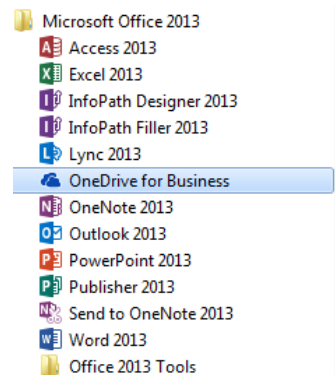 Microsoft Office 2013
Access 2013
Excel 2013
InfoPath Designer 2013
InfoPath Filler 2013
Lync 2013
OneDrive for Business
OneNote 2013
Outlook 2013
PowerPoint 2013
Publisher 2013
Send to OneNote 2013
Word 2013
Office 2013 Tools